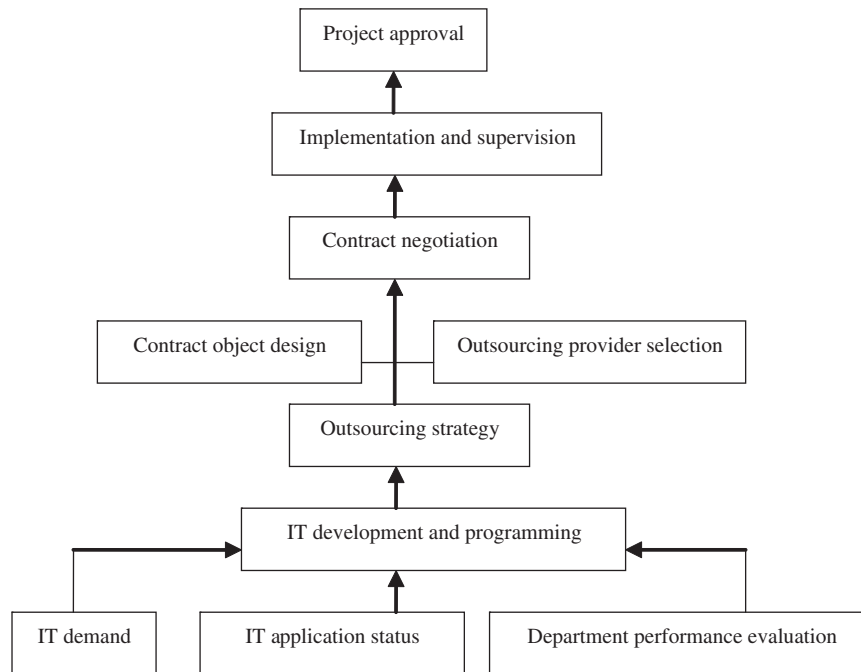 Project approval
Implementation and supervision
Contract negotiation
Contract object design
Outsourcing provider selection
Outsourcing strategy
IT development and programming
IT demand
IT application status
Department performance evaluation